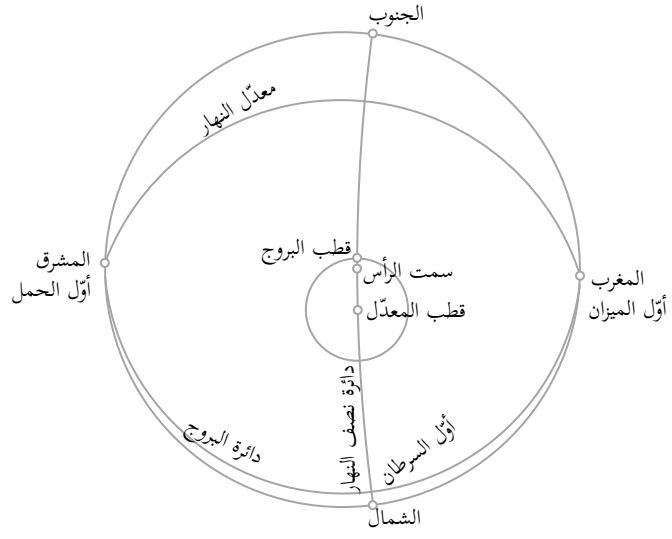 الجنوب
معدّل النهار
قطب البروج
سمت الرأس
المشرق
أوّل الحمل
المغرب
أوّل الميزان
قطب المعدّل
دائرة نصف النهار
أوّل السرطان
دائرة البروج
الشمال